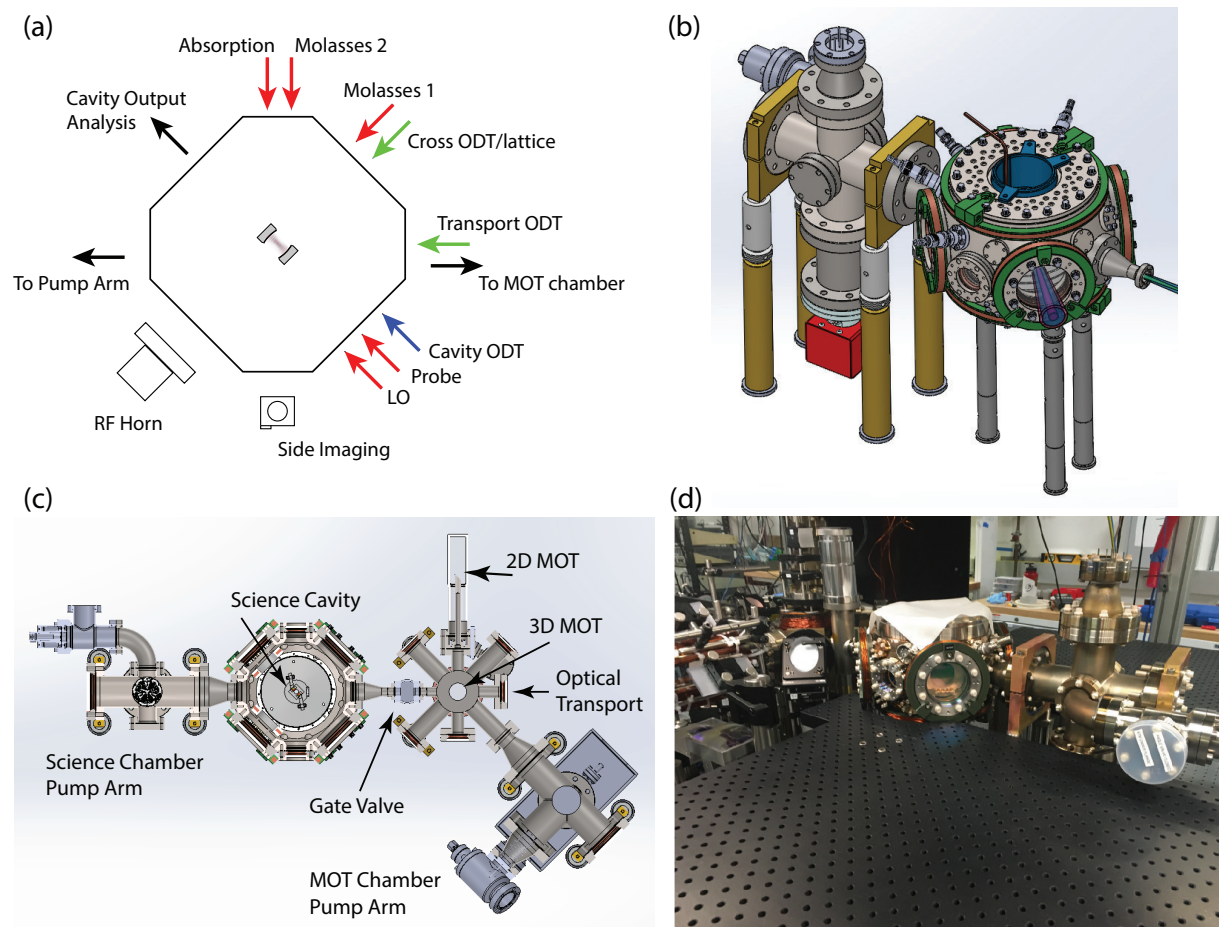 (a)
Absorption
Molasses 2
Molasses 1
Cavity Output
Analysis
Cross ODT/lattice
Transport ODT
To Pump Arm
To MOT chamber
Cavity ODT
Probe
LO
RF Horn
Side Imaging
(b)
(c)
2D MOT
Science Cavity
3D MOT
Optical
Transport
Science Chamber
Pump Arm
Gate Valve
MOT Chamber
Pump Arm
(d)